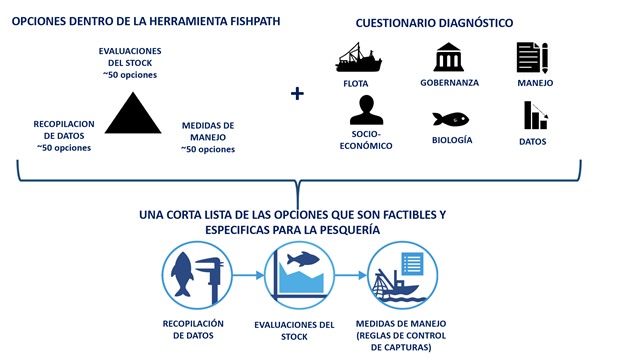 OPCIONES DENTRO DE LA HERRAMIENTA FISHPATH
EVALUACIONES
DEL STOCK
~50 opciones
RECOPILACION
DE DATOS
~50 opciones
MEDIDAS DE
MANEJO
~50 opciones
+
CUESTIONARIO DIAGNÓSTICO
FLOTA
GOBERNANZA
MANEJO
SOCIO-
ECONÓMICO
BIOLOGÍA
DATOS
UNA CORTA LISTA DE LAS OPCIONES QUE SON FACTIBLES Y
ESPECIFICAS PARA LA PESQUERÍA
RECOPILACIÓN
DE DATOS
EVALUACIONES DEL
STOCK
MEDIDAS DE MANEJO
(REGLAS DE CONTROL
DE CAPTURAS)